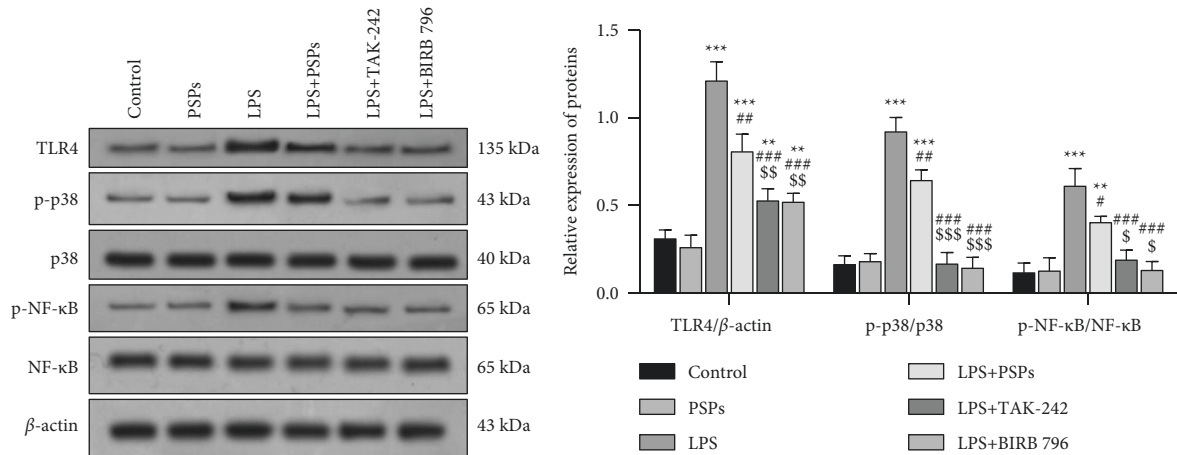 Control
PSPs
LPS
LPS+PSPs
LPS+TAK-242
LPS+BIRB 796
TLR4 135 kDa
p-p38 43 kDa
p38 40 kDa
p-NF-κB 65 kDa
NF-κB 65 kDa
β-actin 43 kDa
Relative expression of proteins
1.5
1.0
0.5
0.0
***
***
##
**
###
$$
**
###
$$
***
***
##
###
$$$
###
$$$
***
**
#
###
$
###
$
TLR4/β-actin
p-p38/p38
p-NF-κB/NF-κB
Control
PSPs
LPS
LPS+PSPs
LPS+TAK-242
LPS+BIRB 796